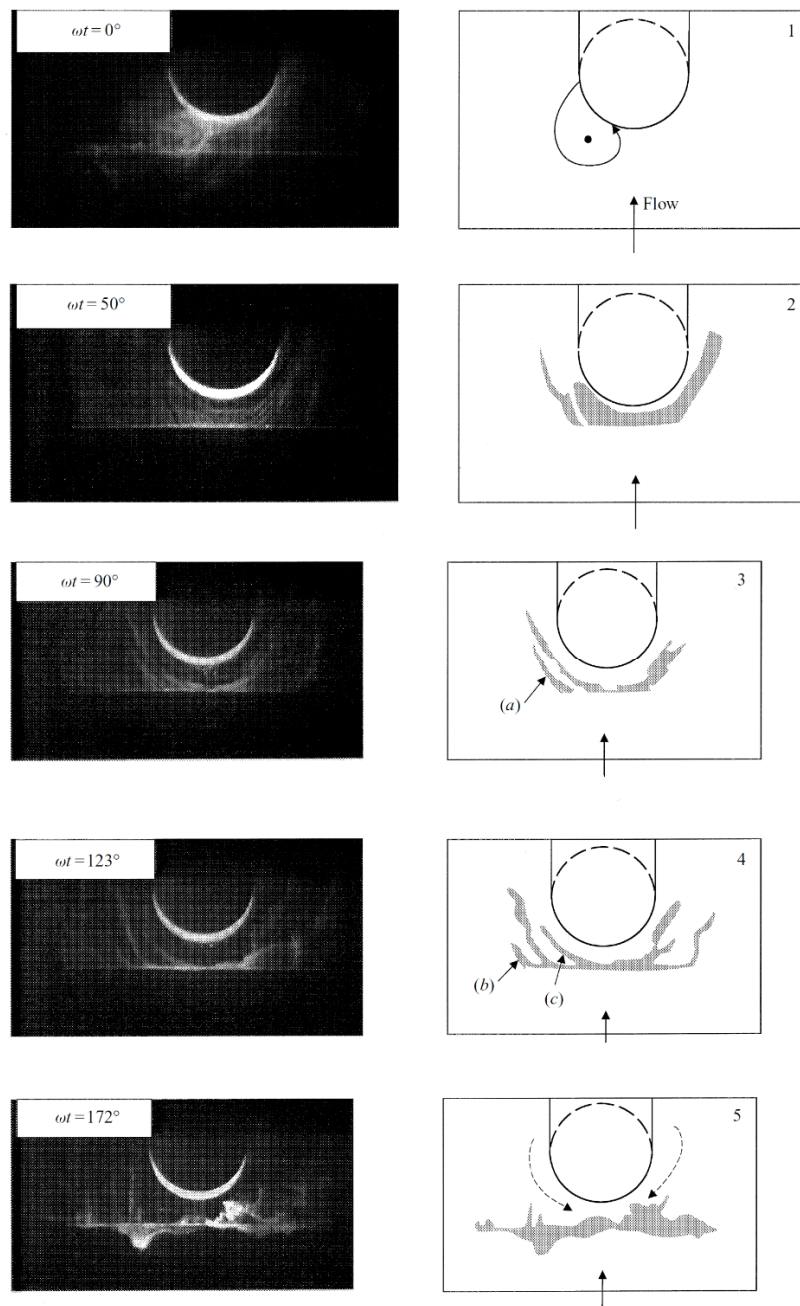 ωt = 0°
1
Flow
ωt = 50°
2
ωt = 90°
3
(a)
ωt = 123°
4
(b)
(c)
ωt = 172°
5